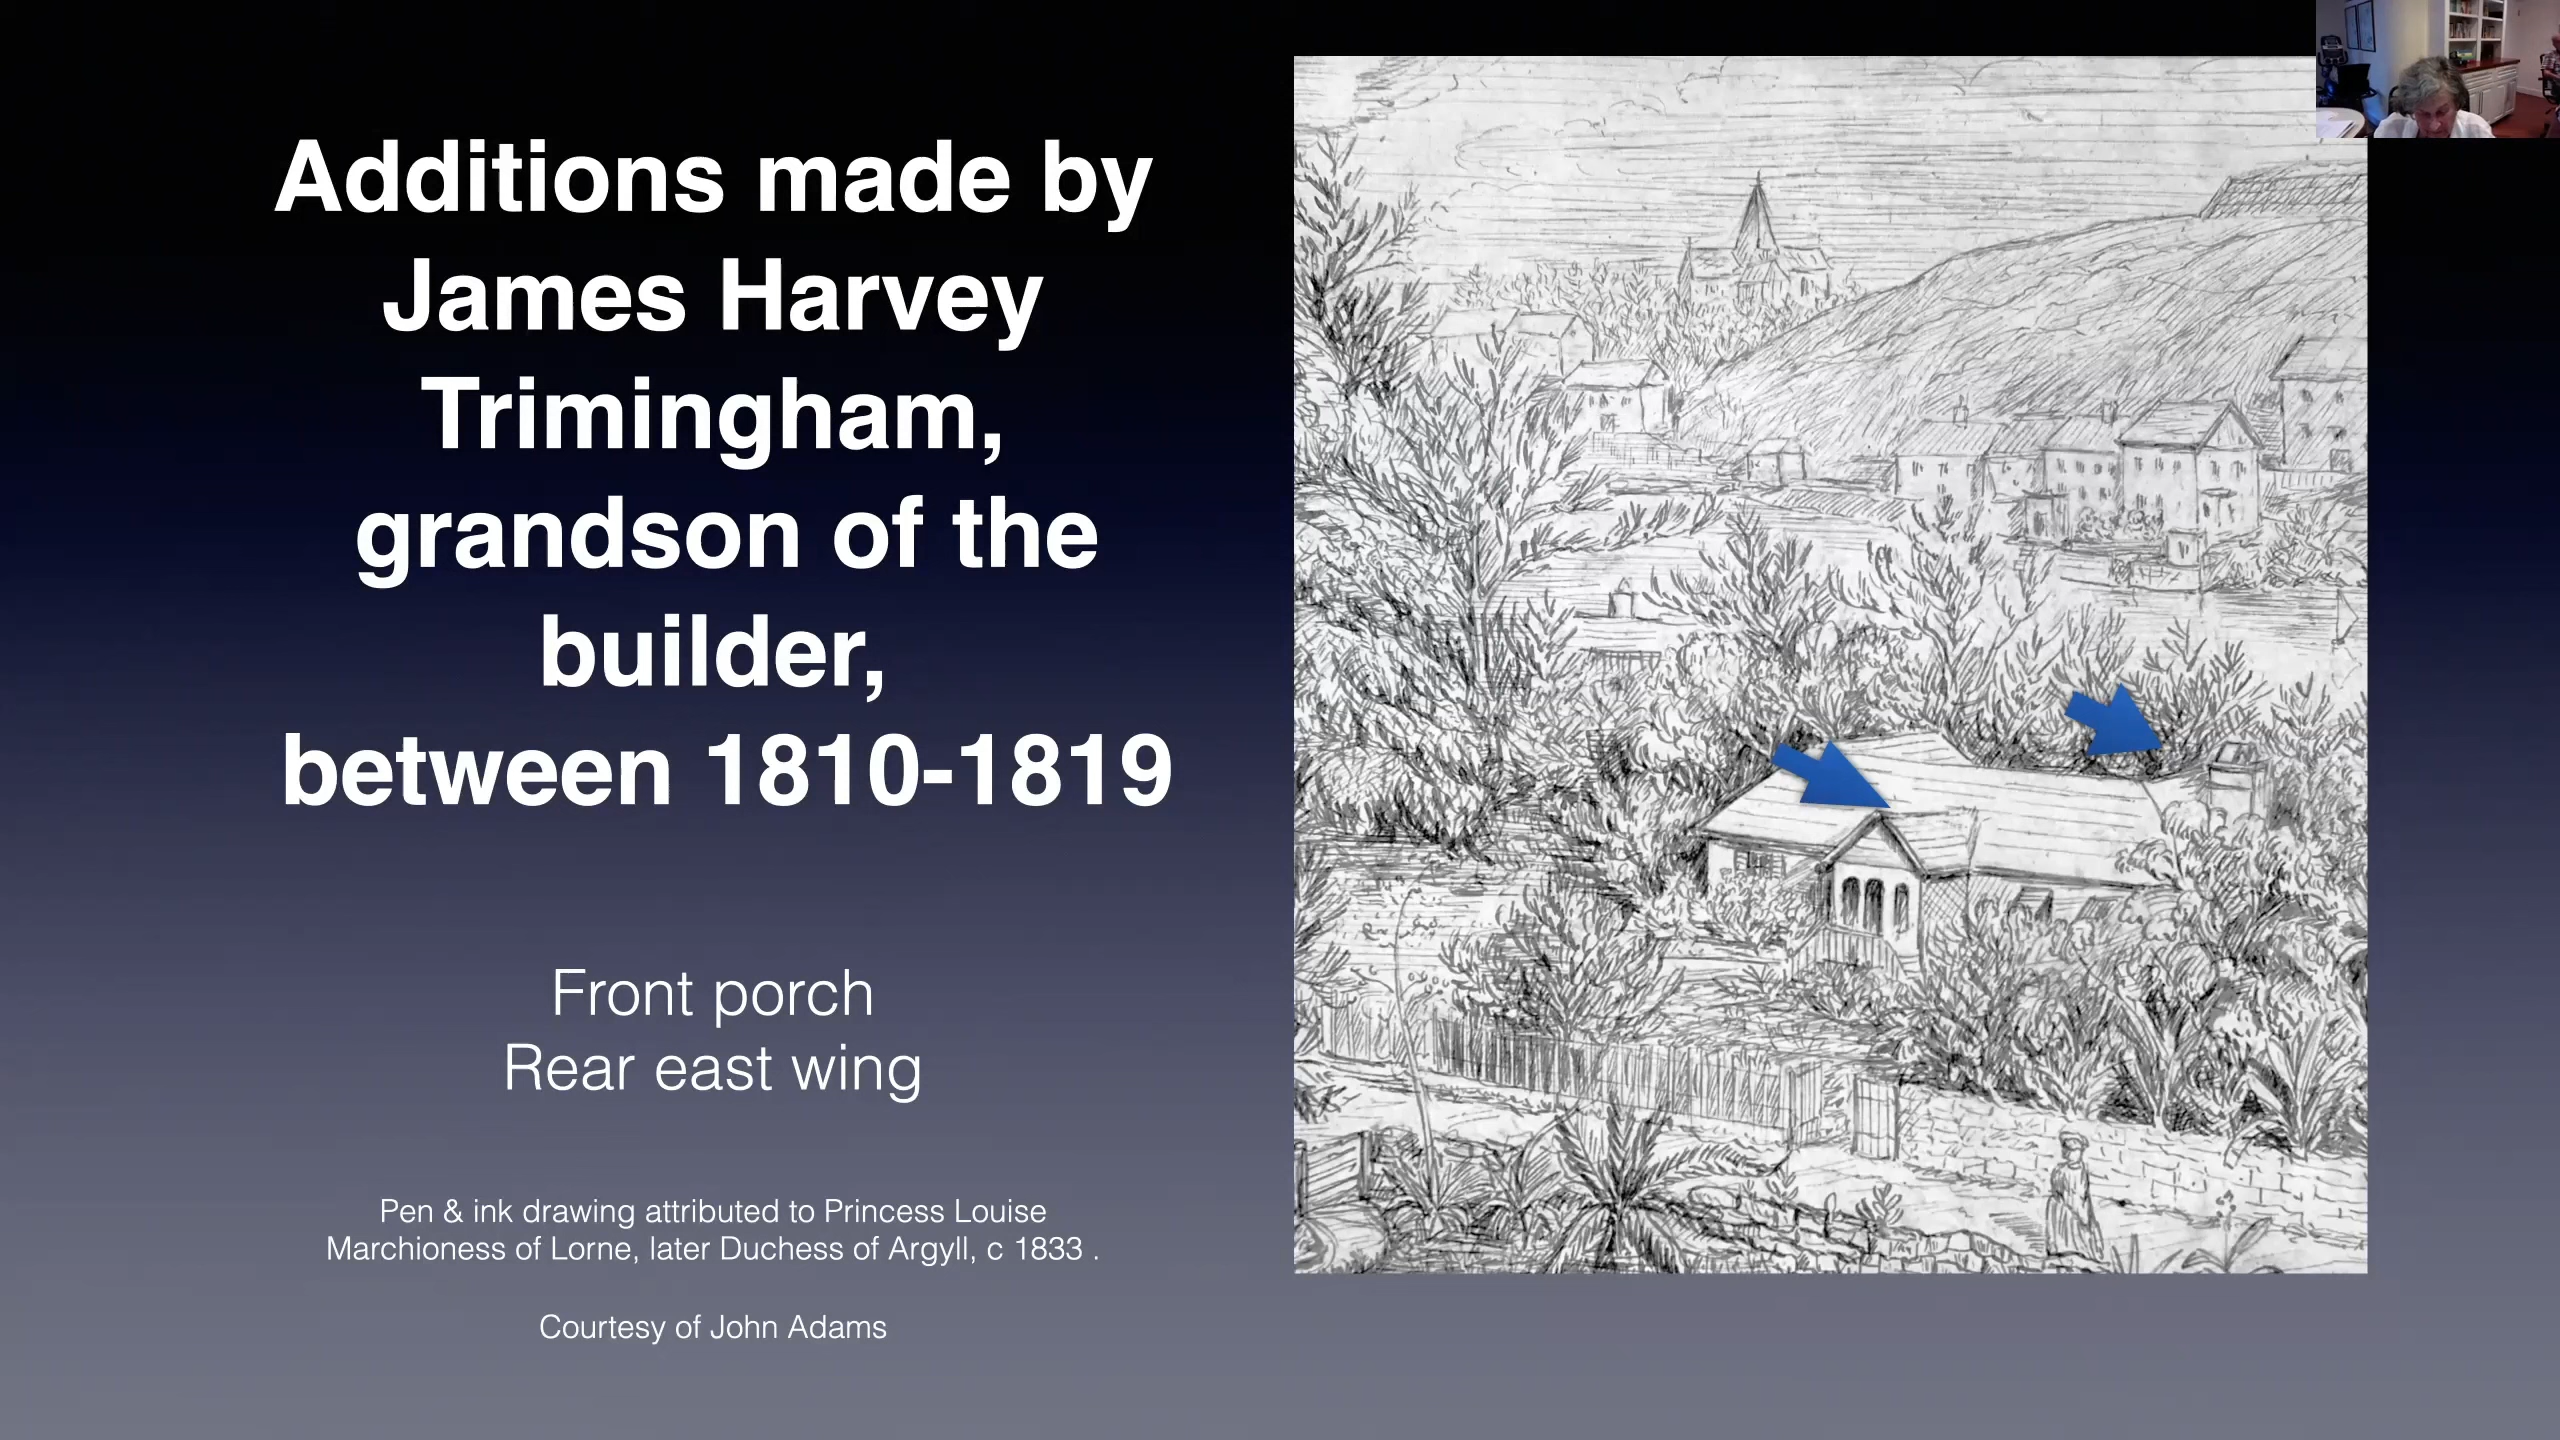 Additions made by
James Harvey
Trimingham,
grandson of the
builder,
between 1810-1819
Front porch
Rear east wing
Pen & ink drawing attributed to Princess Louise
Marchioness of Lorne, later Duchess of Argyll, c 1833 .
Courtesy of John Adams